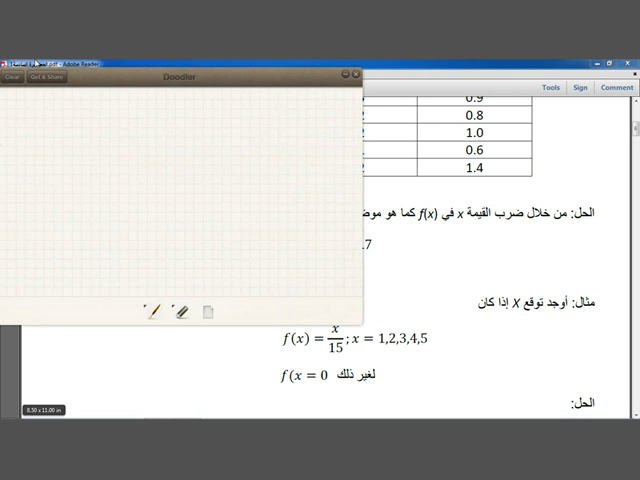 .pdf - Adobe Reader
Clear Get & Share Doodler
Tools Sign Comment
0.9
0.8
1.0
0.6
1.4
الحل: من خلال ضرب القيمة x في f(x) كما هو
.7
مثال: أوجد توقع X إذا كان
f(x) = x/15 ; x = 1,2,3,4,5
f(x = 0 لغير ذلك
الحل:
8.50 x 11.00 in